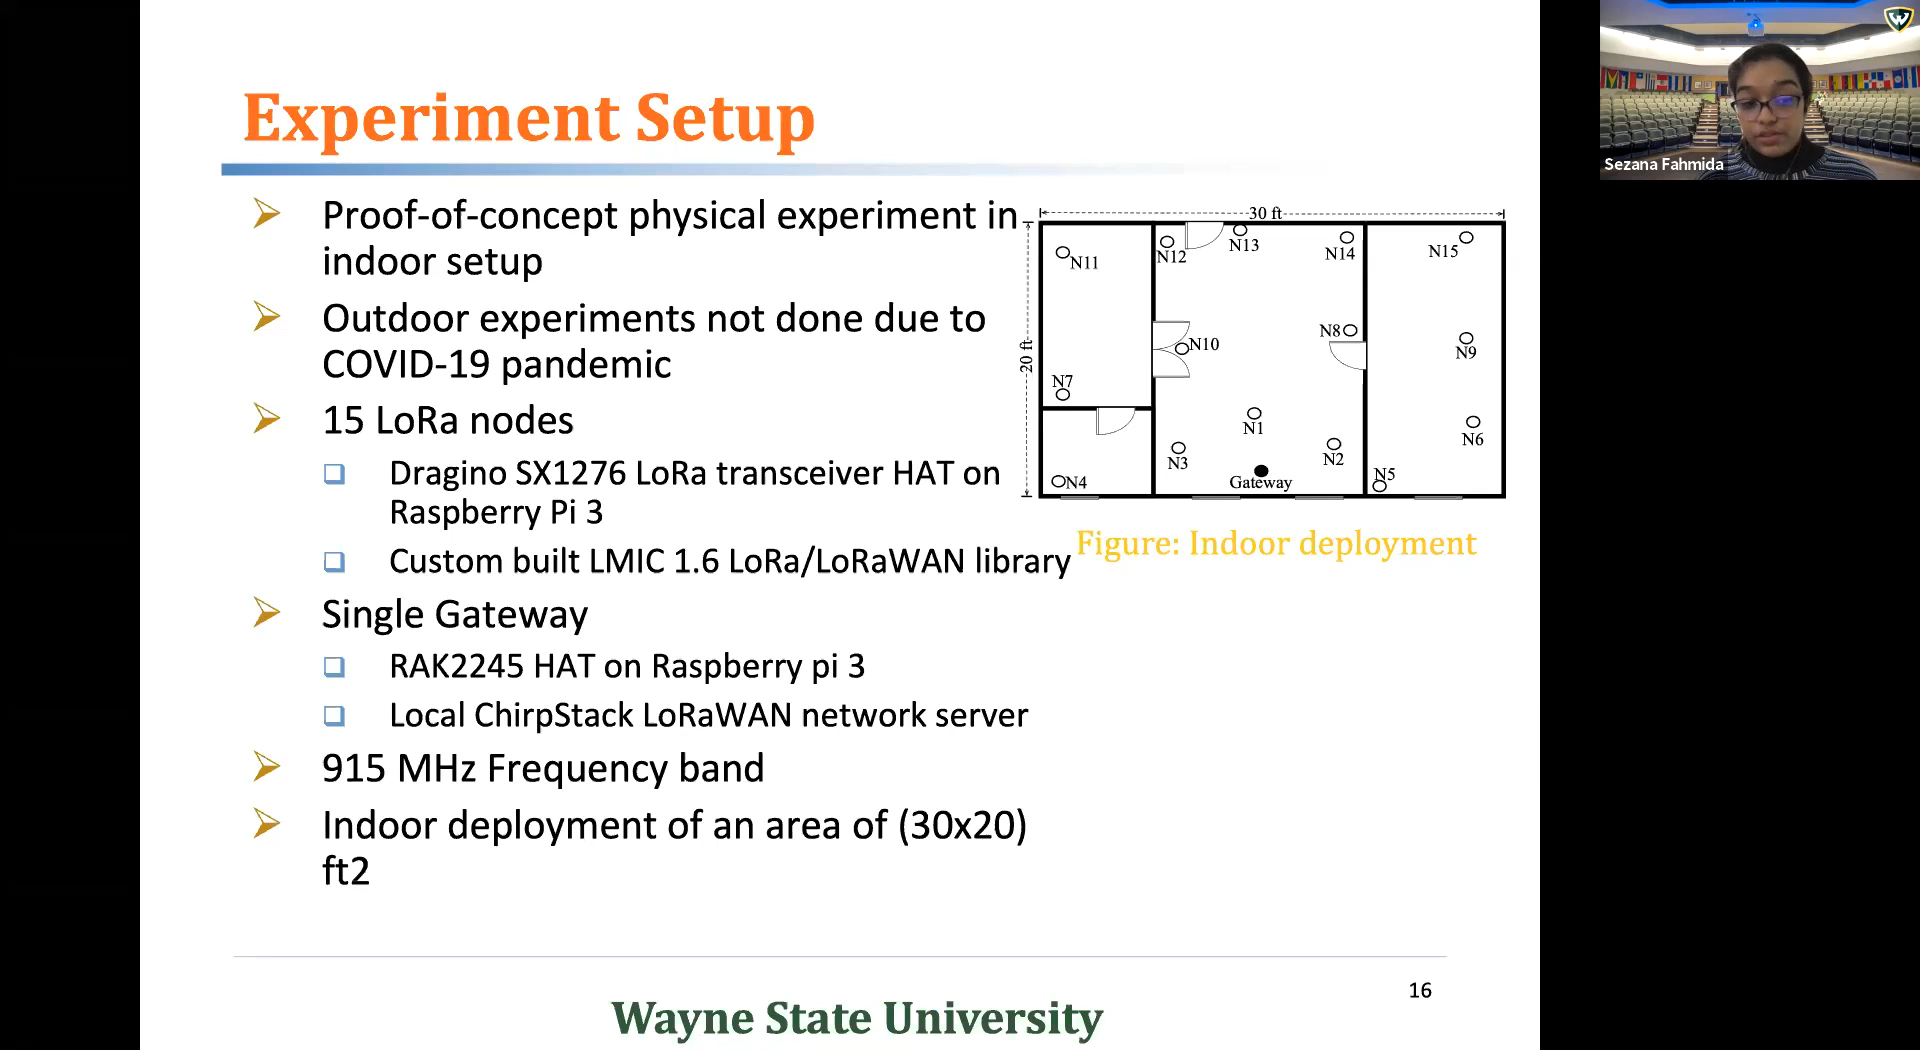 Experiment Setup
Proof-of-concept physical experiment in
indoor setup
Outdoor experiments not done due to
COVID-19 pandemic
15 LoRa nodes
Dragino SX1276 LoRa transceiver HAT on
Raspberry Pi 3
Custom built LMIC 1.6 LoRa/LoRaWAN library
Single Gateway
RAK2245 HAT on Raspberry pi 3
Local ChirpStack LoRaWAN network server
915 MHz Frequency band
Indoor deployment of an area of (30x20)
ft2
30 ft
20 ft
N11
N12
N13
N14
N15
N10
N8
N9
N7
N1
N6
N3
N2
N4
Gateway
N5
Figure: Indoor deployment
16
Wayne State University
W
Sezana Fahmida